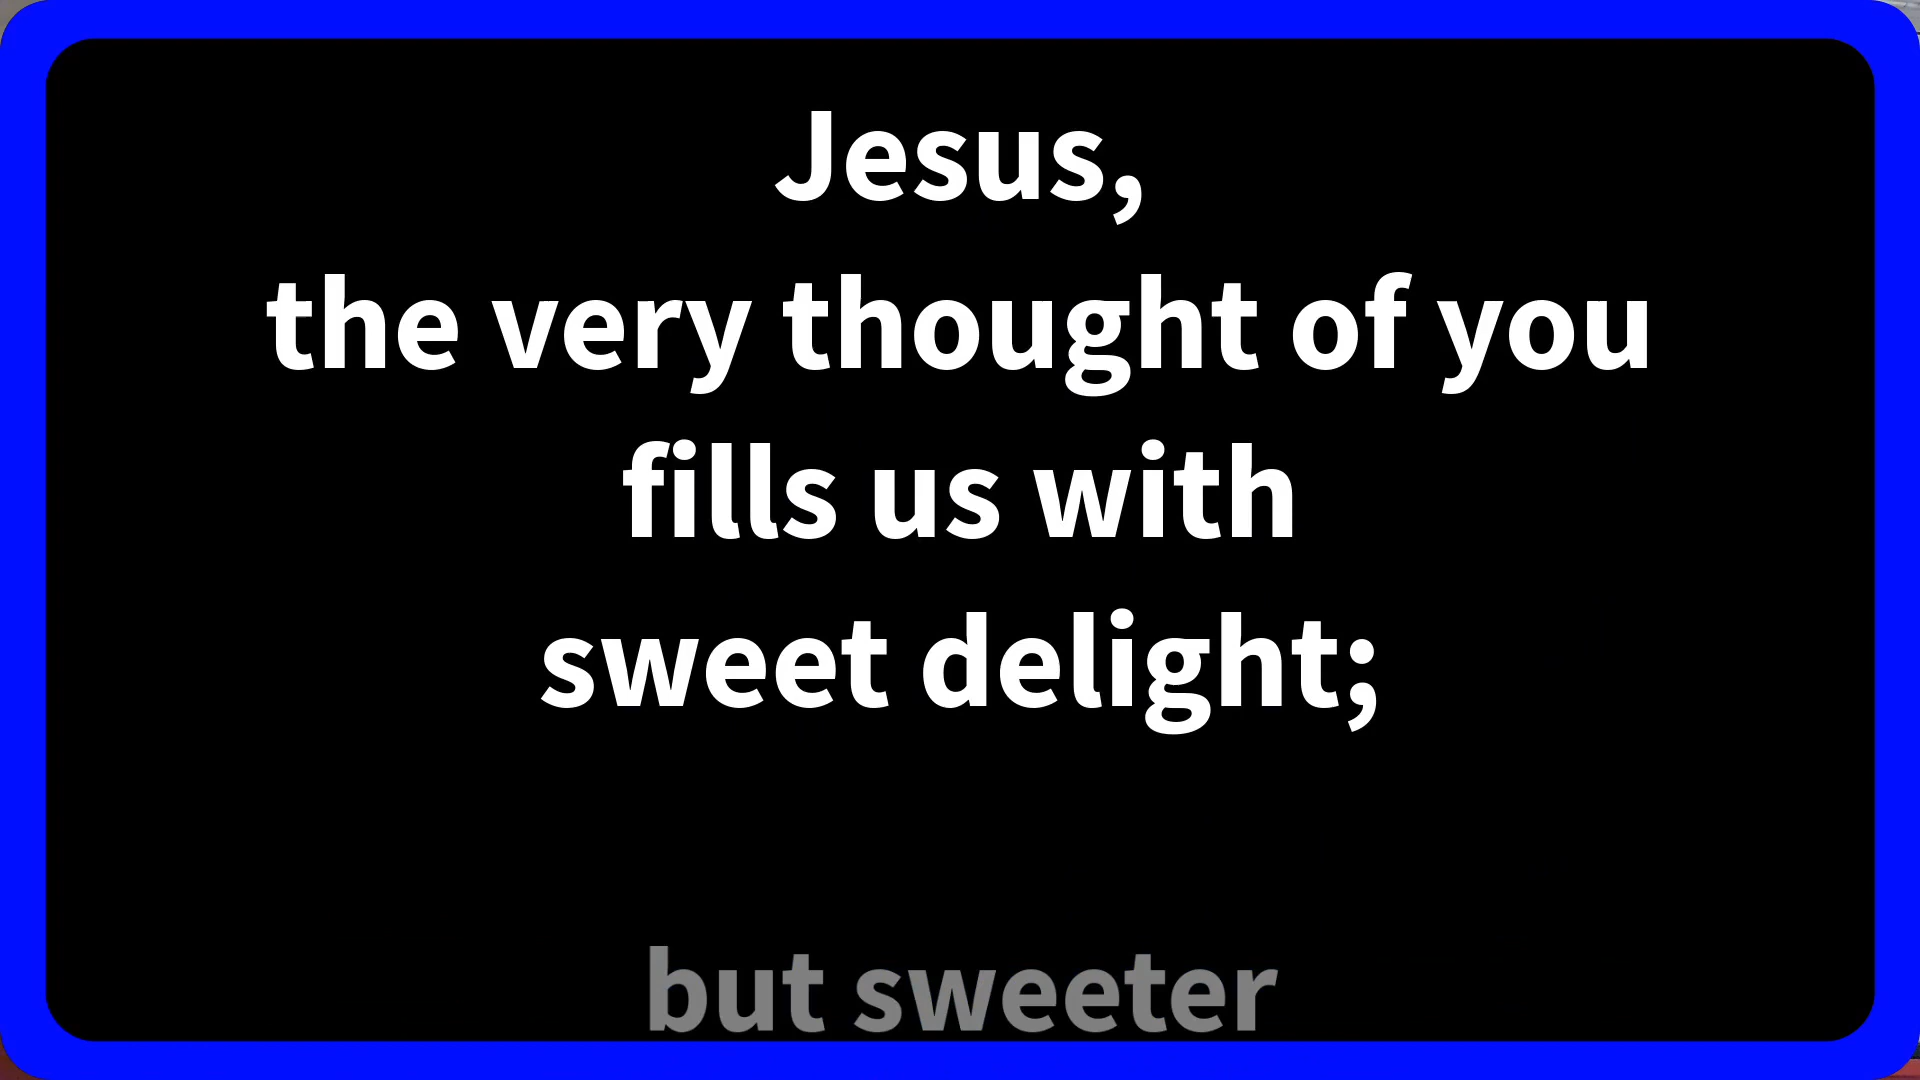 Jesus,
the very thought of you
fills us with
sweet delight;
but sweeter